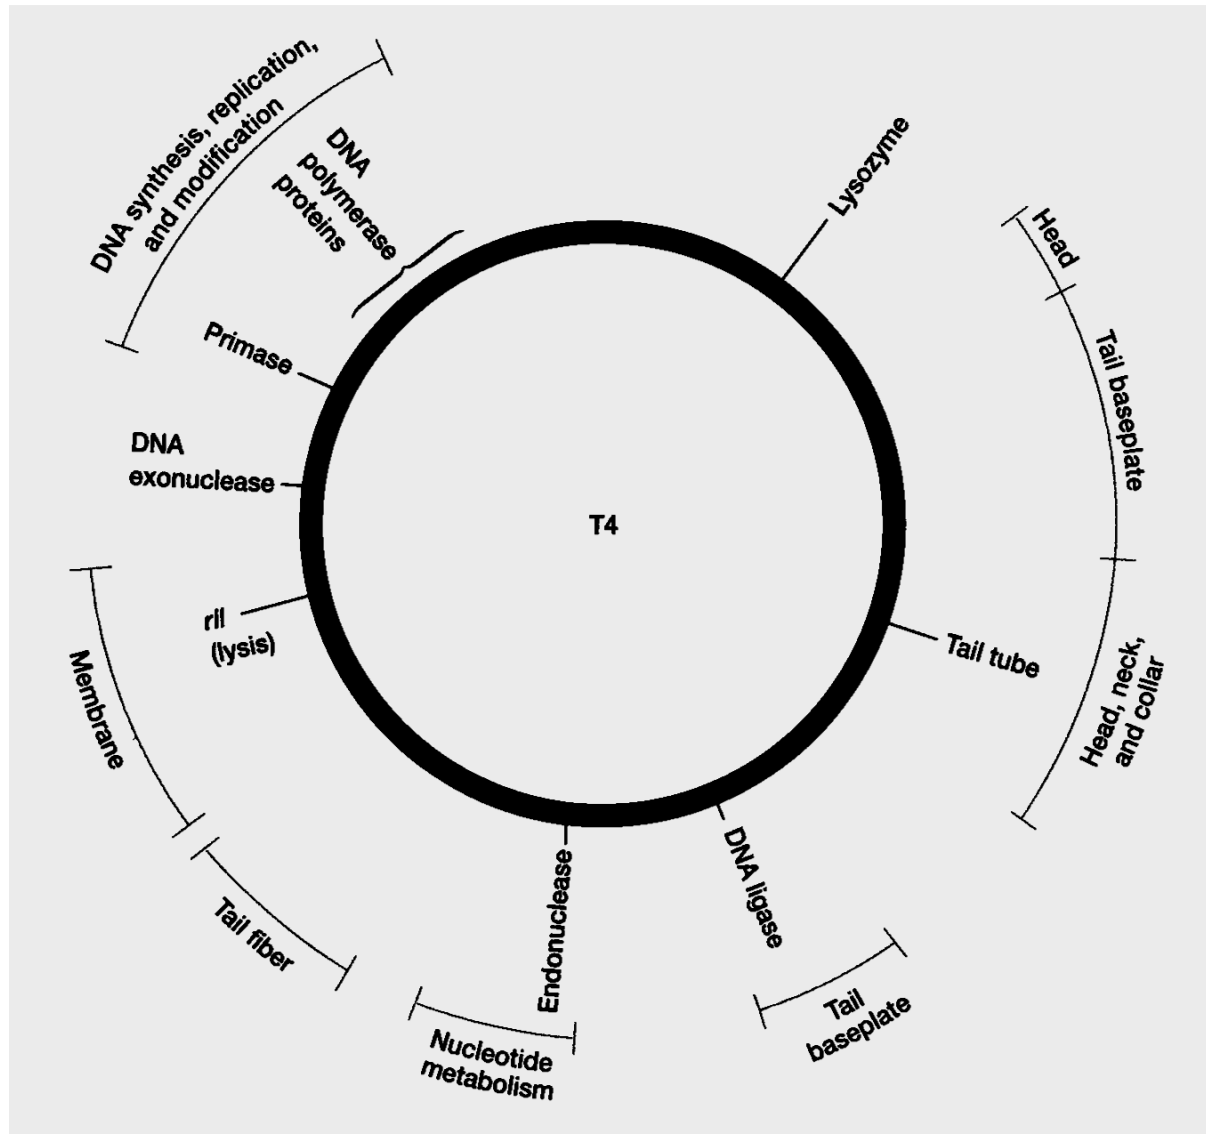 DNA synthesis, replication,
and modification
DNA
polymerase
proteins
Primase
DNA
exonuclease
rII
(lysis)
Membrane
Tail fiber
Nucleotide
metabolism
Endonuclease
DNA ligase
Tail
baseplate
Head, neck,
and collar
Tail tube
Tail baseplate
Head
Lysozyme
T4